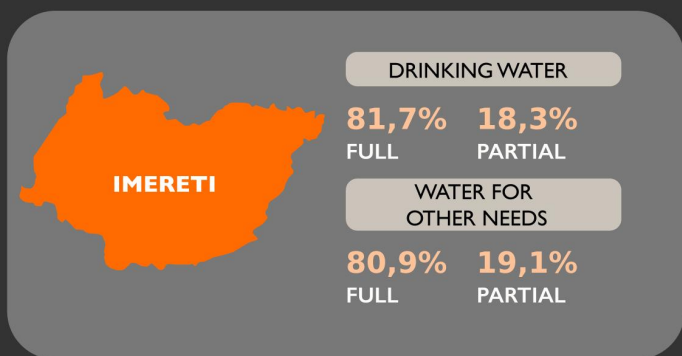 IMERETI
DRINKING WATER
81,7% 18,3%
FULL PARTIAL
WATER FOR
OTHER NEEDS
80,9% 19,1%
FULL PARTIAL